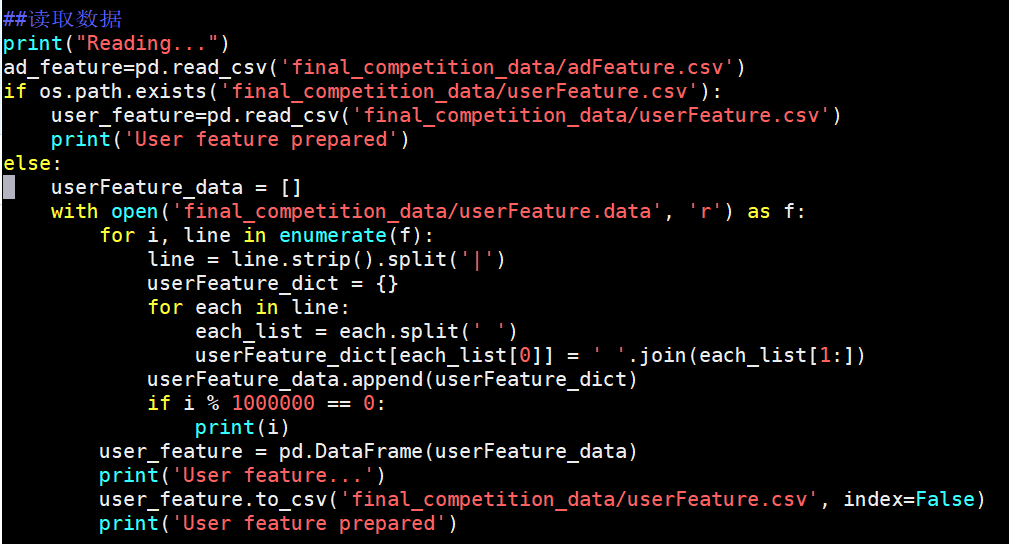 ##读取数据
print("Reading...")
ad_feature=pd.read_csv('final_competition_data/adFeature.csv')
if os.path.exists('final_competition_data/userFeature.csv'):
    user_feature=pd.read_csv('final_competition_data/userFeature.csv')
    print('User feature prepared')
else:
    userFeature_data = []
    with open('final_competition_data/userFeature.data', 'r') as f:
        for i, line in enumerate(f):
            line = line.strip().split('|')
            userFeature_dict = {}
            for each in line:
                each_list = each.split(' ')
                userFeature_dict[each_list[0]] = ' '.join(each_list[1:])
            userFeature_data.append(userFeature_dict)
            if i % 1000000 == 0:
                print(i)
        user_feature = pd.DataFrame(userFeature_data)
        print('User feature...')
        user_feature.to_csv('final_competition_data/userFeature.csv', index=False)
        print('User feature prepared')